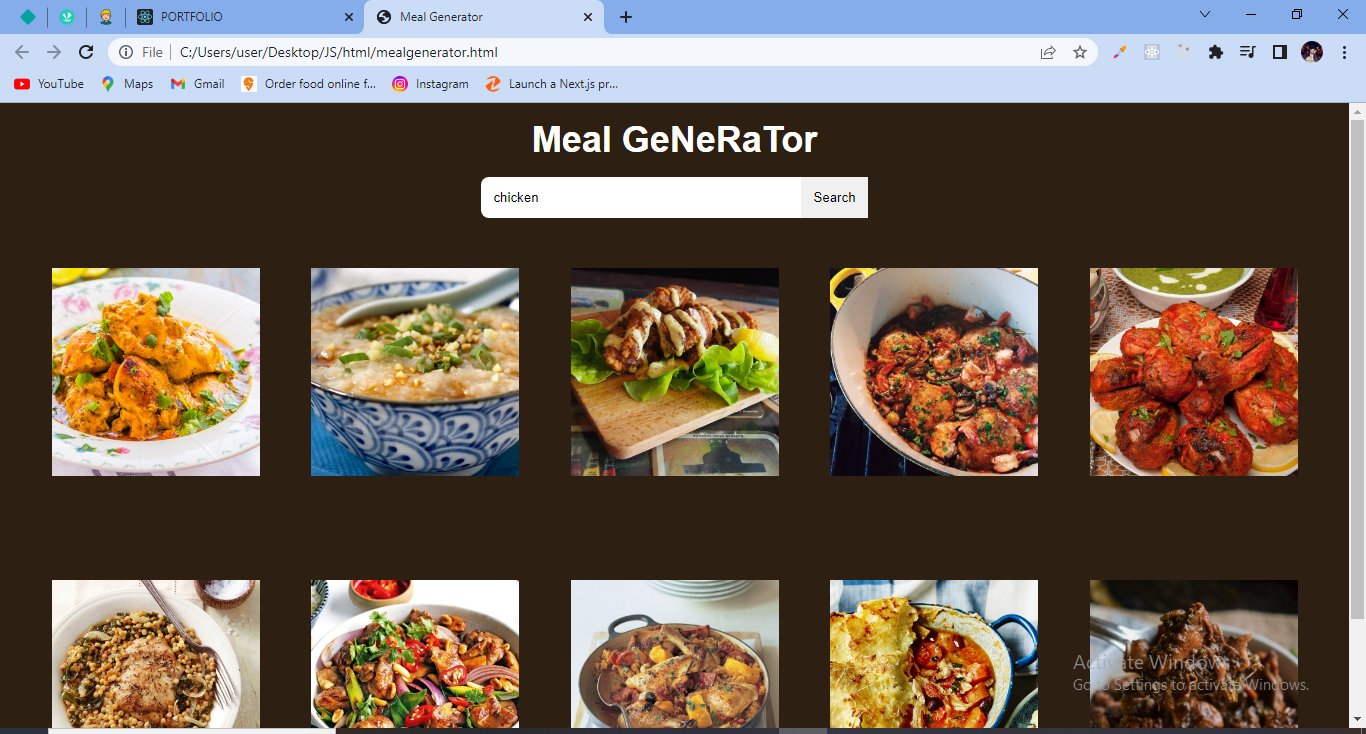 PORTFOLIO
Meal Generator
File
C:/Users/user/Desktop/JS/html/mealgenerator.html
YouTube
Maps
Gmail
Order food online f...
Instagram
Launch a Next.js pr...
Meal GeNeRaTor
chicken
Search
Activate Windows
Go to Settings to activate Windows.